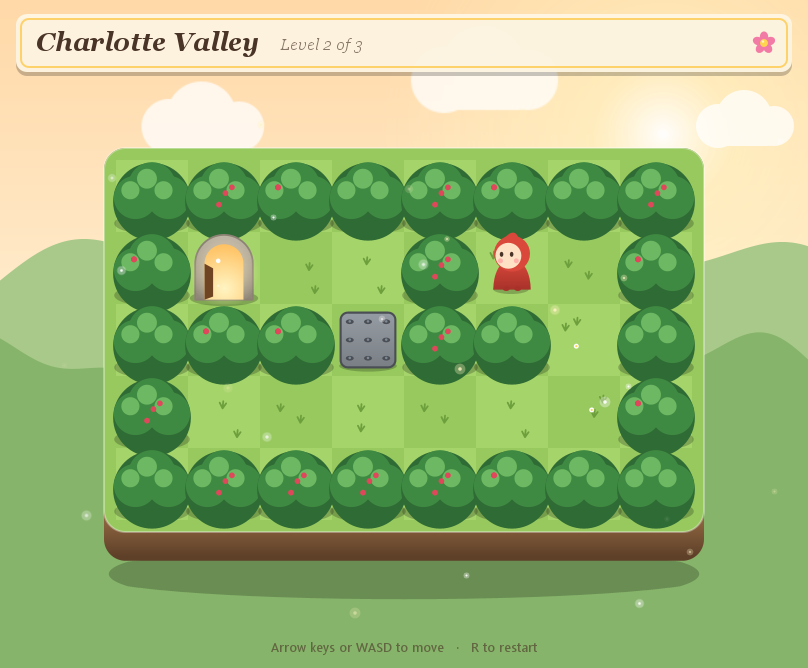 Charlotte Valley
Level 2 of 3
Arrow keys or WASD to move · R to restart